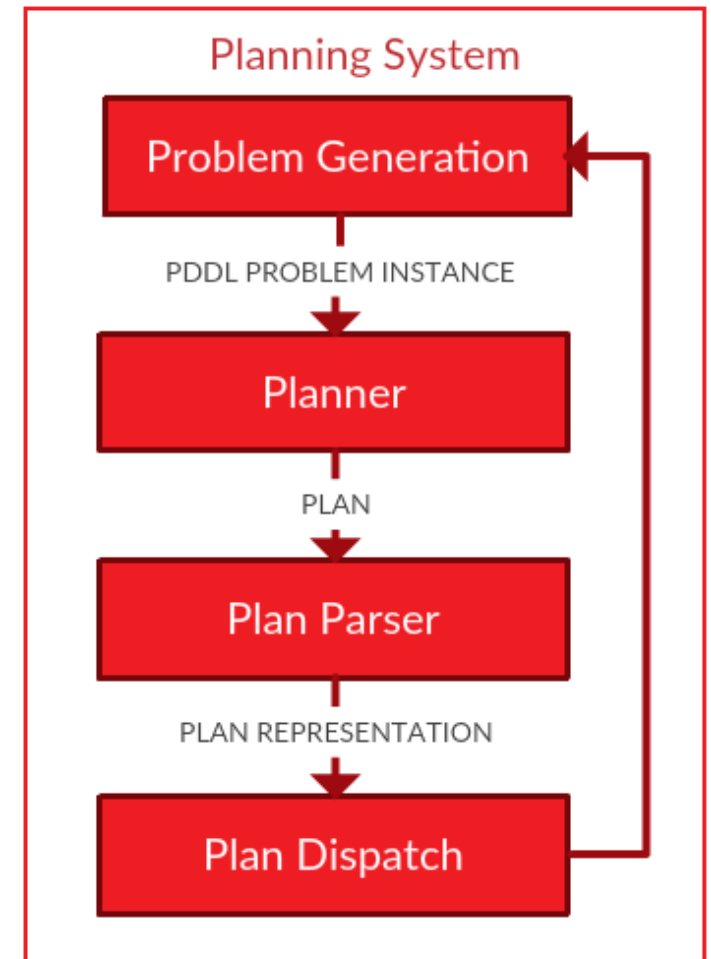 Planning System
Problem Generation
PDDL PROBLEM INSTANCE
Planner
PLAN
Plan Parser
PLAN REPRESENTATION
Plan Dispatch